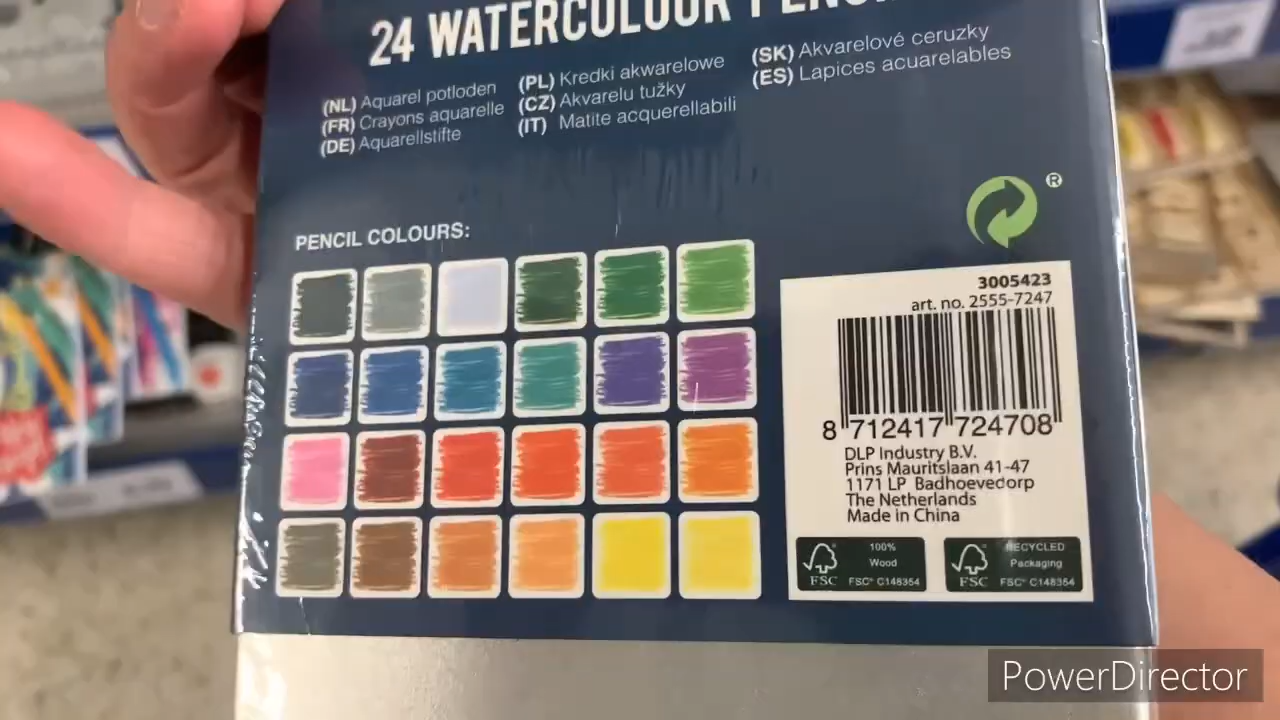 24 WATERCOLOUR PENCI
(NL) Aquarel potloden
(FR) Crayons aquarelle
(DE) Aquarellstifte
(PL) Kredki akwarelowe
(CZ) Akvarelu tužky
(IT) Matite acquerellabili
(SK) Akvarelové ceruzky
(ES) Lapices acuarelables
®
PENCIL COLOURS:
3005423
art. no. 2555-7247
8 712417 724708
DLP Industry B.V.
Prins Mauritslaan 41-47
1171 LP Badhoevedorp
The Netherlands
Made in China
FSC
100%
Wood
FSC® C148354
FSC
RECYCLED
Packaging
FSC® C148354
PowerDirector